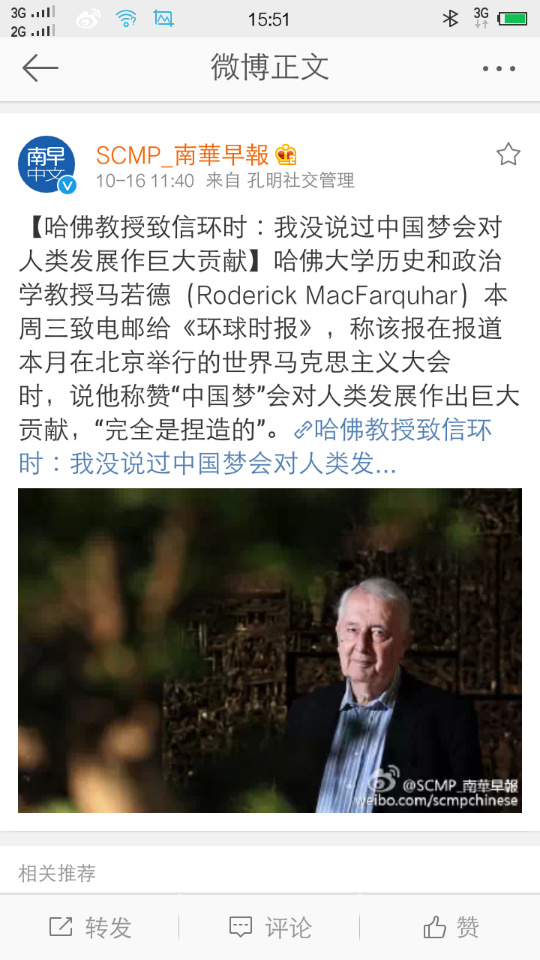 3G
2G
15:51
3G
微博正文
南早
中文
SCMP_南華早報
10-16 11:40 来自 孔明社交管理
【哈佛教授致信环时：我没说过中国梦会对
人类发展作巨大贡献】哈佛大学历史和政治
学教授马若德（Roderick MacFarquhar）本
周三致电邮给《环球时报》，称该报在报道
本月在北京举行的世界马克思主义大会
时，说他称赞“中国梦”会对人类发展作出巨大
贡献，“完全是捏造的”。哈佛教授致信环
时：我没说过中国梦会对人类发...
@SCMP_南華早報
weibo.com/scmpchinese
相关推荐
转发
评论
赞